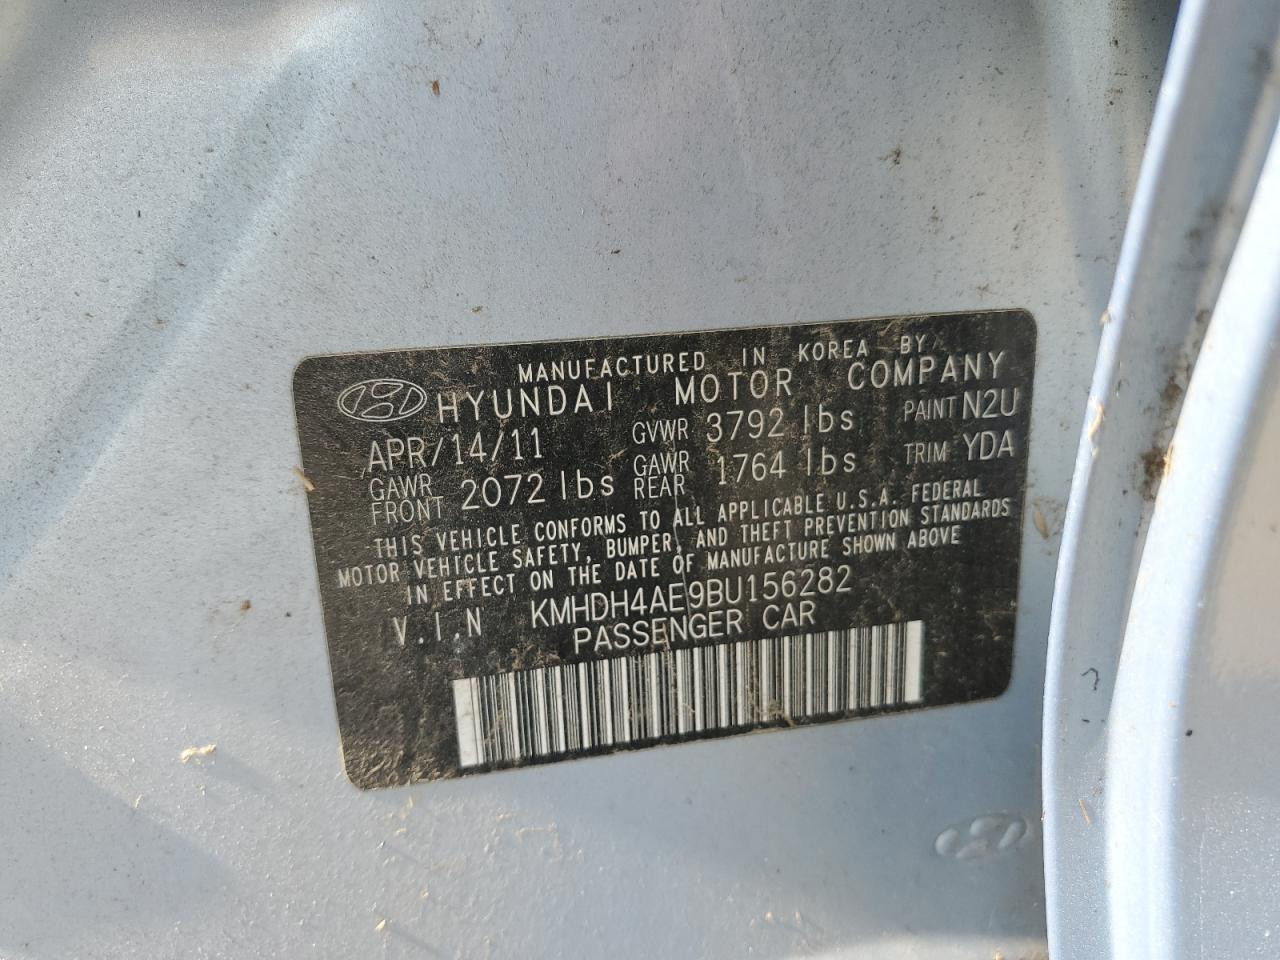 MANUFACTURED IN KOREA BY
HYUNDAI MOTOR COMPANY
APR/14/11 GVWR 3792 lbs PAINT N2U
GAWR FRONT 2072 lbs GAWR REAR 1764 lbs TRIM YDA
THIS VEHICLE CONFORMS TO ALL APPLICABLE U.S.A. FEDERAL
MOTOR VEHICLE SAFETY, BUMPER, AND THEFT PREVENTION STANDARDS
IN EFFECT ON THE DATE OF MANUFACTURE SHOWN ABOVE
V.I.N KMHDH4AE9BU156282
PASSENGER CAR